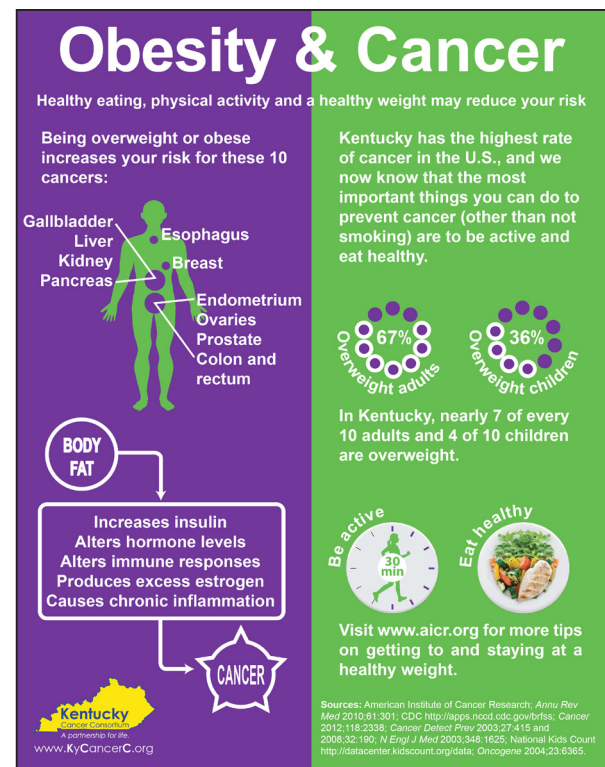 Obesity & Cancer
Healthy eating, physical activity and a healthy weight may reduce your risk
Being overweight or obese
increases your risk for these 10
cancers:
Gallbladder
Liver
Kidney
Pancreas
Esophagus
Breast
Endometrium
Ovaries
Prostate
Colon and
rectum
BODY
FAT
Increases insulin
Alters hormone levels
Alters immune responses
Produces excess estrogen
Causes chronic inflammation
CANCER
Kentucky
Cancer Consortium
A partnership for life.
www.KyCancerC.org
Kentucky has the highest rate
of cancer in the U.S., and we
now know that the most
important things you can do to
prevent cancer (other than not
smoking) are to be active and
eat healthy.
67%
Overweight adults
36%
Overweight children
In Kentucky, nearly 7 of every
10 adults and 4 of 10 children
are overweight.
Be active
30
min
Eat healthy
Visit www.aicr.org for more tips
on getting to and staying at a
healthy weight.
Sources: American Institute of Cancer Research; Annu Rev
Med 2010;61:301; CDC http://apps.nccd.cdc.gov/brfss; Cancer
2012;118:2338; Cancer Detect Prev 2003;27:415 and
2008;32:190; N Engl J Med 2003;348:1625; National Kids Count
http://datacenter.kidscount.org/data; Oncogene 2004;23:6365.